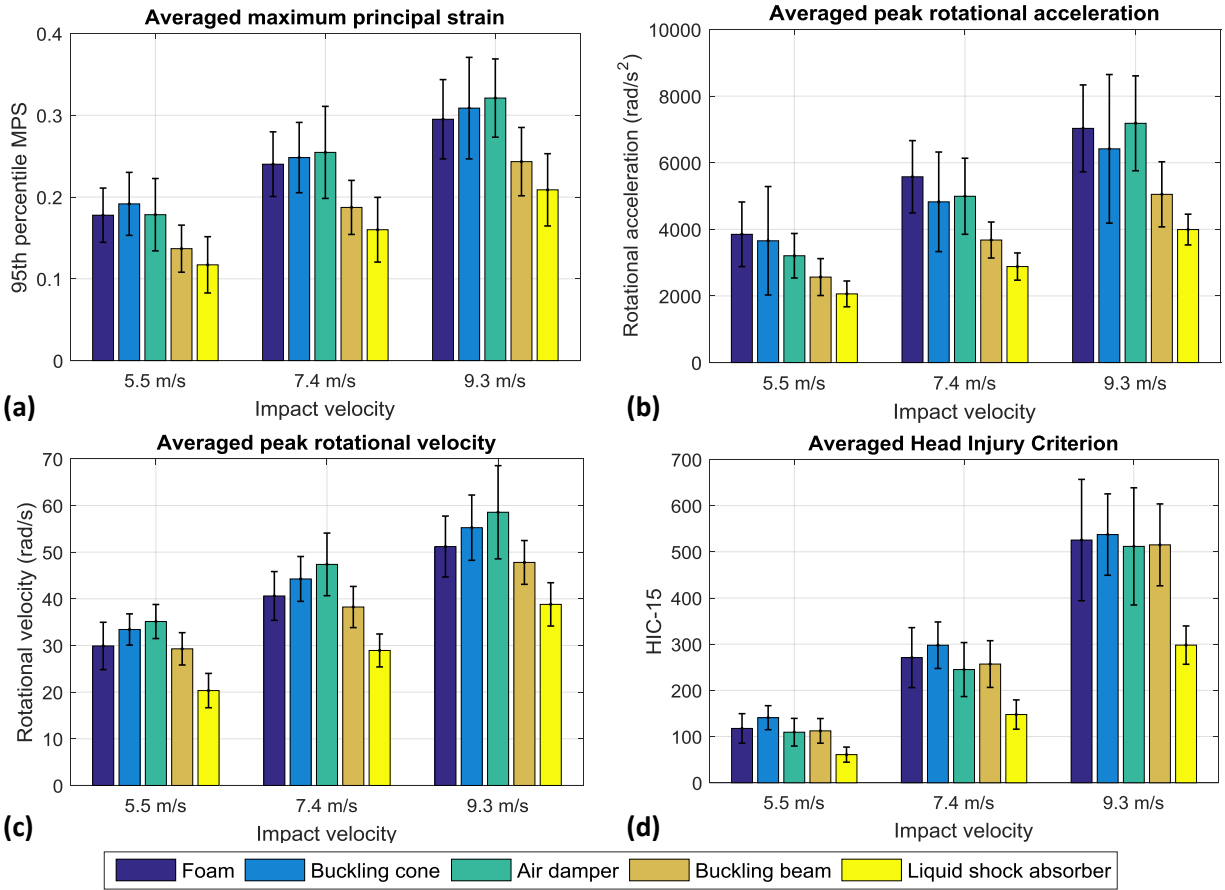 Averaged maximum principal strain
95th percentile MPS
0.4
0.3
0.2
0.1
0
5.5 m/s 7.4 m/s 9.3 m/s
Impact velocity
(a)
Averaged peak rotational acceleration
Rotational acceleration (rad/s²)
10000
8000
6000
4000
2000
0
5.5 m/s 7.4 m/s 9.3 m/s
Impact velocity
(b)
Averaged peak rotational velocity
Rotational velocity (rad/s)
70
60
50
40
30
20
10
0
5.5 m/s 7.4 m/s 9.3 m/s
Impact velocity
(c)
Averaged Head Injury Criterion
HIC-15
700
600
500
400
300
200
100
0
5.5 m/s 7.4 m/s 9.3 m/s
Impact velocity
(d)
Foam Buckling cone Air damper Buckling beam Liquid shock absorber